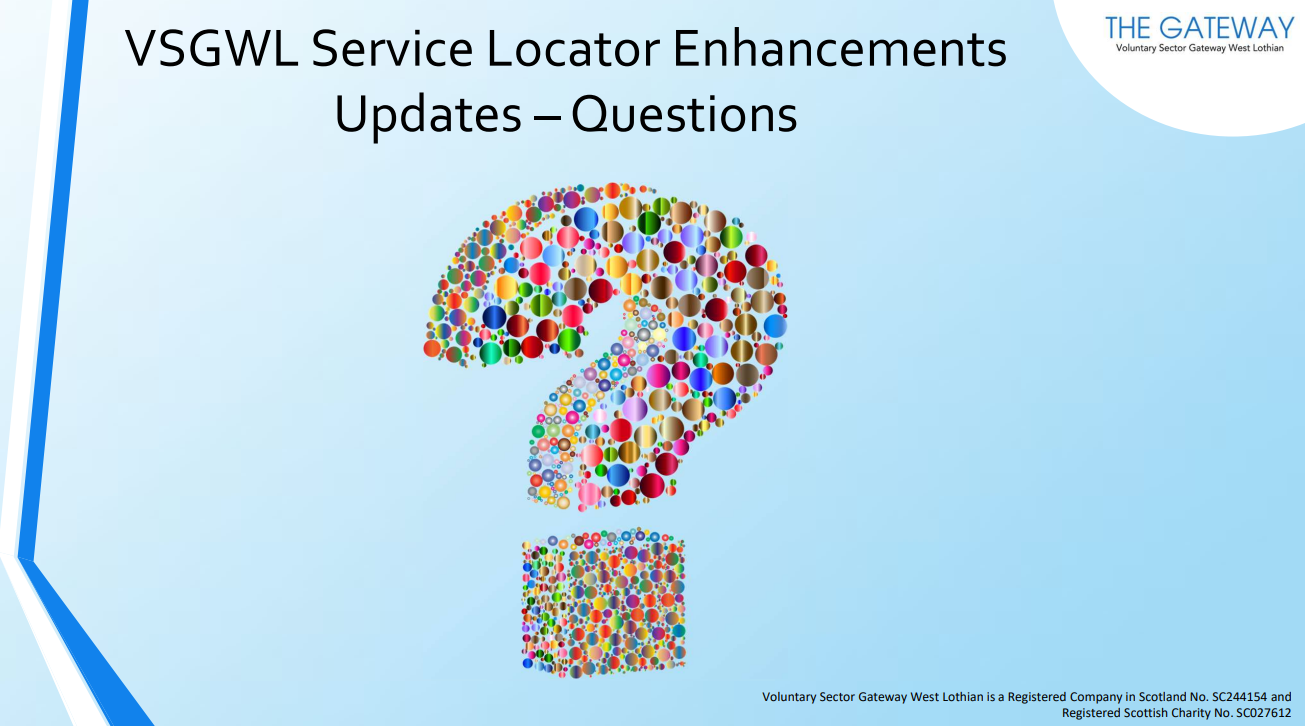 VSGWL Service Locator Enhancements
Updates – Questions
THE GATEWAY
Voluntary Sector Gateway West Lothian
Voluntary Sector Gateway West Lothian is a Registered Company in Scotland No. SC244154 and
Registered Scottish Charity No. SC027612